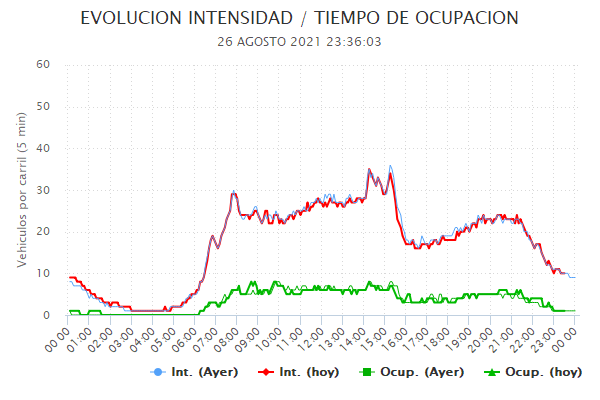 EVOLUCION INTENSIDAD / TIEMPO DE OCUPACION
26 AGOSTO 2021 23:36:03
Vehiculos por carril (5 min)
60
50
40
30
20
10
0
00:00 01:00 02:00 03:00 04:00 05:00 06:00 07:00 08:00 09:00 10:00 11:00 12:00 13:00 14:00 15:00 16:00 17:00 18:00 19:00 20:00 21:00 22:00 23:00 00:00
Int. (Ayer) Int. (hoy) Ocup. (Ayer) Ocup. (hoy)